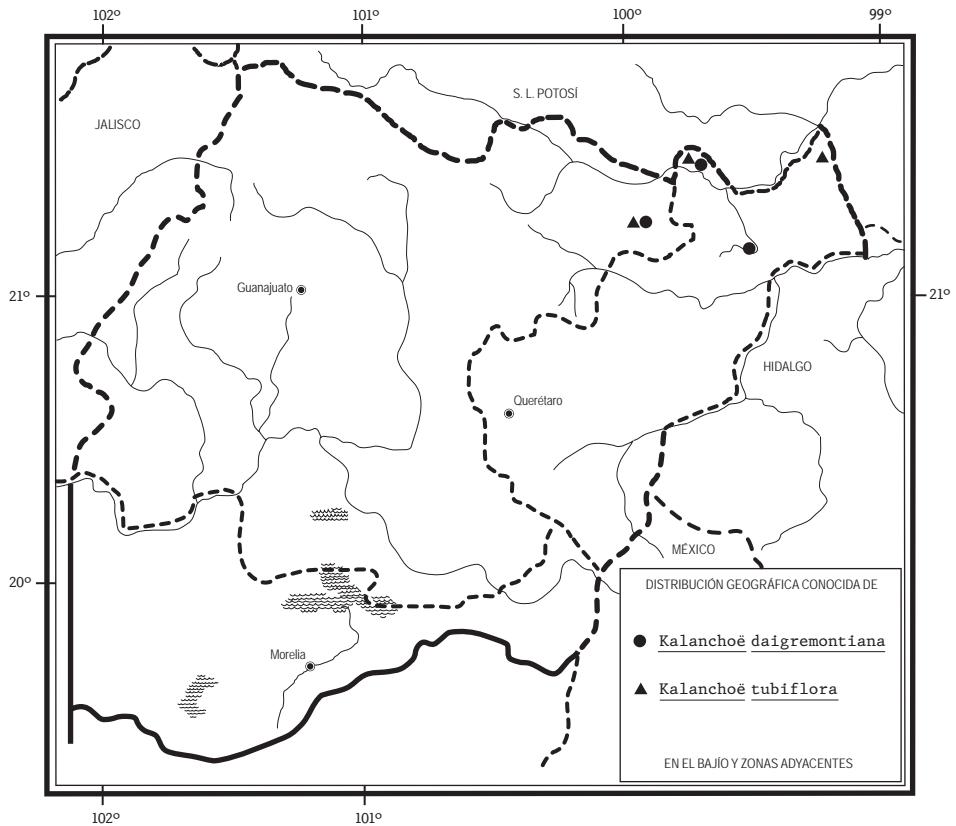 102° 101° 100° 99°
S. L. POTOSÍ
JALISCO
Guanajuato
21° 21°
HIDALGO
Querétaro
MÉXICO
20°
DISTRIBUCIÓN GEOGRÁFICA CONOCIDA DE
Kalanchoë daigremontiana
Morelia
Kalanchoë tubiflora
EN EL BAJÍO Y ZONAS ADYACENTES
102° 101°